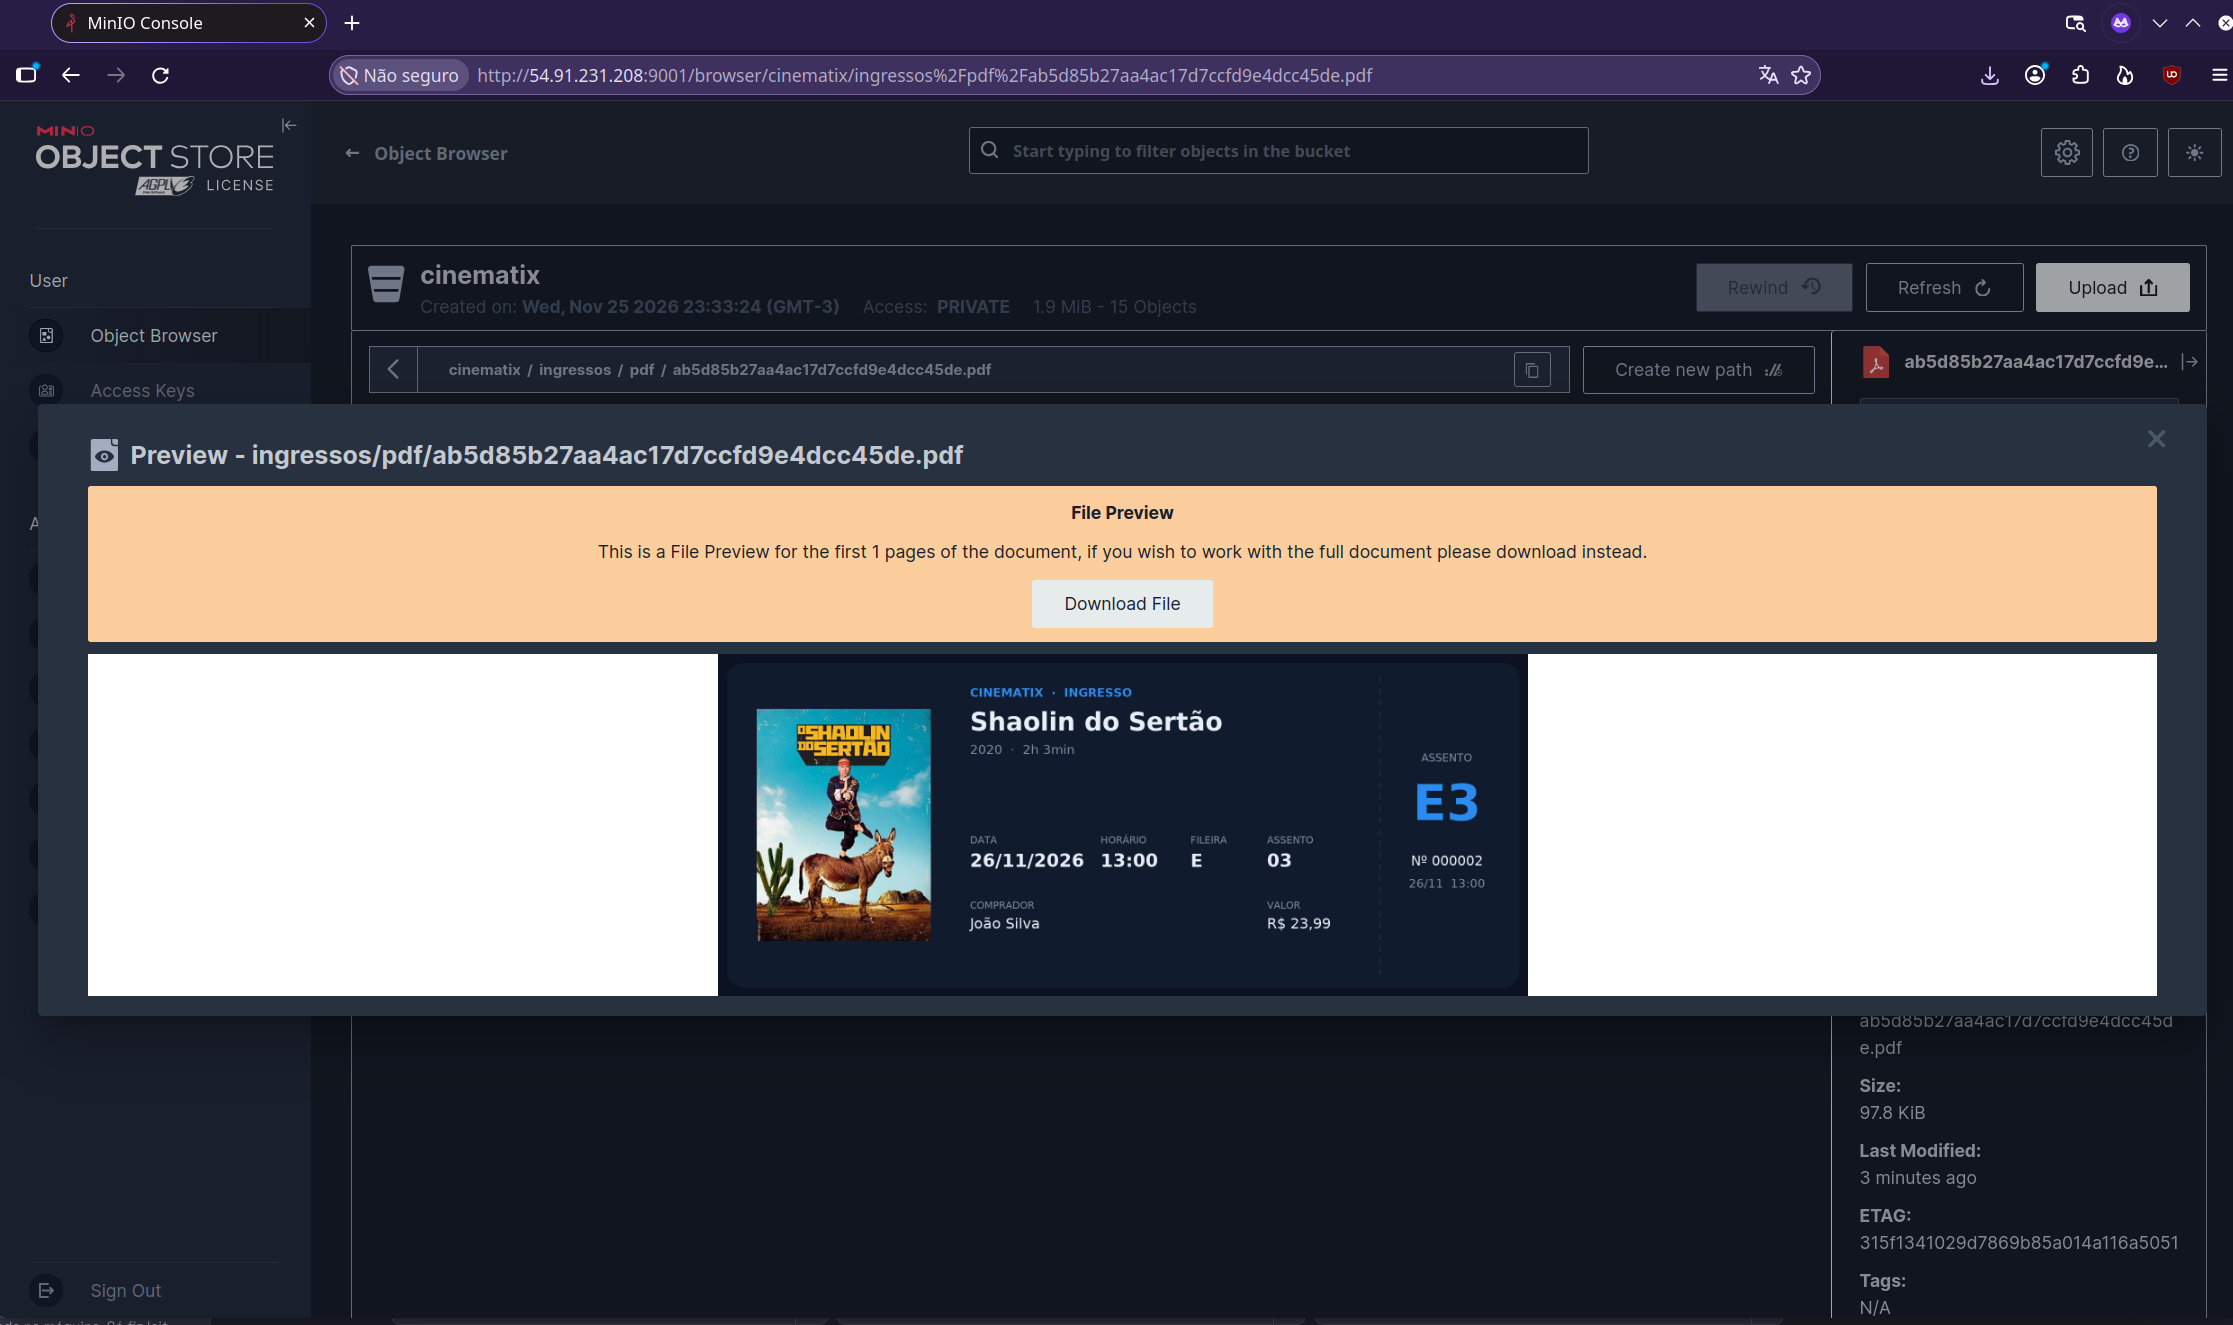 MinIO Console
Não seguro
http://54.91.231.208:9001/browser/cinematix/ingressos%2Fpdf%2Fab5d85b27aa4ac17d7ccfd9e4dcc45de.pdf
MINIO
OBJECT STORE
AGPLv3 LICENSE
Object Browser
Start typing to filter objects in the bucket
User
Object Browser
Access Keys
A
cinematix
Created on: Wed, Nov 25 2026 23:33:24 (GMT-3) Access: PRIVATE 1.9 MiB - 15 Objects
Rewind
Refresh
Upload
cinematix / ingressos / pdf / ab5d85b27aa4ac17d7ccfd9e4dcc45de.pdf
Create new path
ab5d85b27aa4ac17d7ccfd9e...
Preview - ingressos/pdf/ab5d85b27aa4ac17d7ccfd9e4dcc45de.pdf
File Preview
This is a File Preview for the first 1 pages of the document, if you wish to work with the full document please download instead.
Download File
O SHAOLIN
DO SERTÃO
CINEMATIX · INGRESSO
Shaolin do Sertão
2020 · 2h 3min
DATA HORÁRIO FILEIRA ASSENTO
26/11/2026 13:00 E 03
COMPRADOR VALOR
João Silva R$ 23,99
ASSENTO
E3
Nº 000002
26/11 13:00
ab5d85b27aa4ac17d7ccfd9e4dcc45d
e.pdf
Size:
97.8 KiB
Last Modified:
3 minutes ago
ETAG:
315f1341029d7869b85a014a116a5051
Tags:
N/A
Sign Out